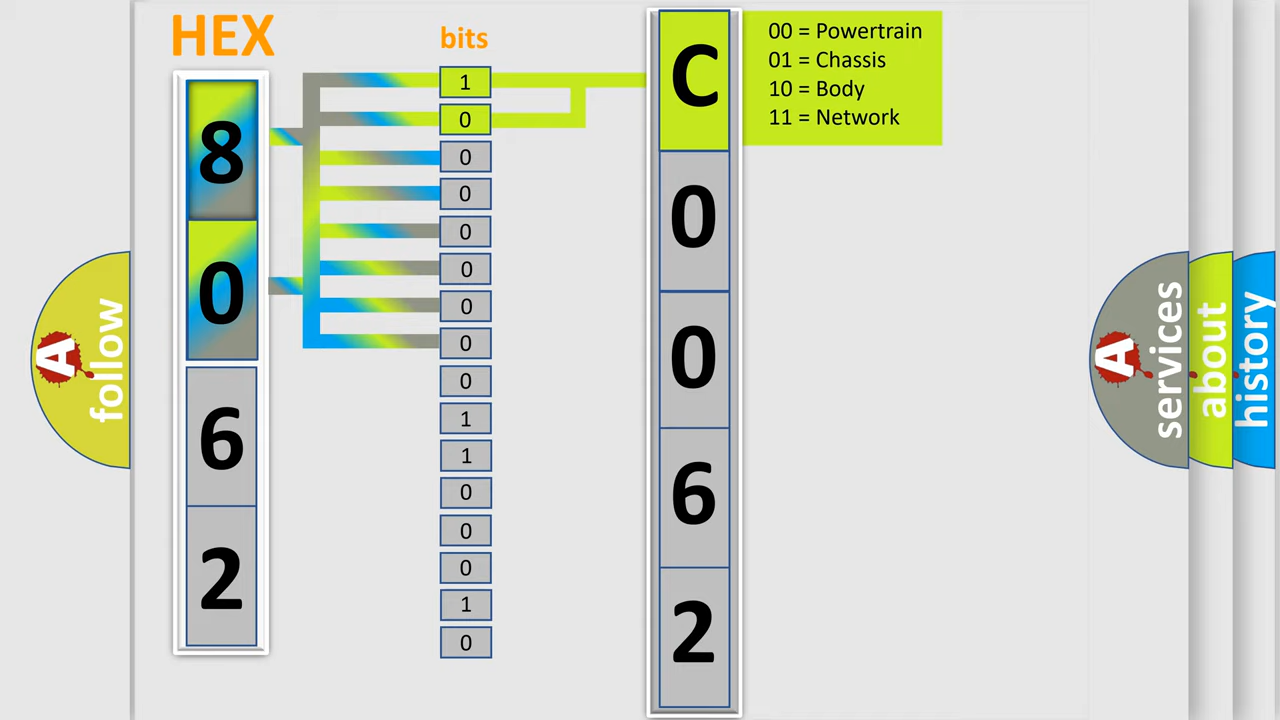 HEX
8
0
6
2
bits
1
0
0
0
0
0
0
0
0
1
1
0
0
0
1
0
C
0
0
6
2
00 = Powertrain
01 = Chassis
10 = Body
11 = Network
A
follow
A
services
about
history